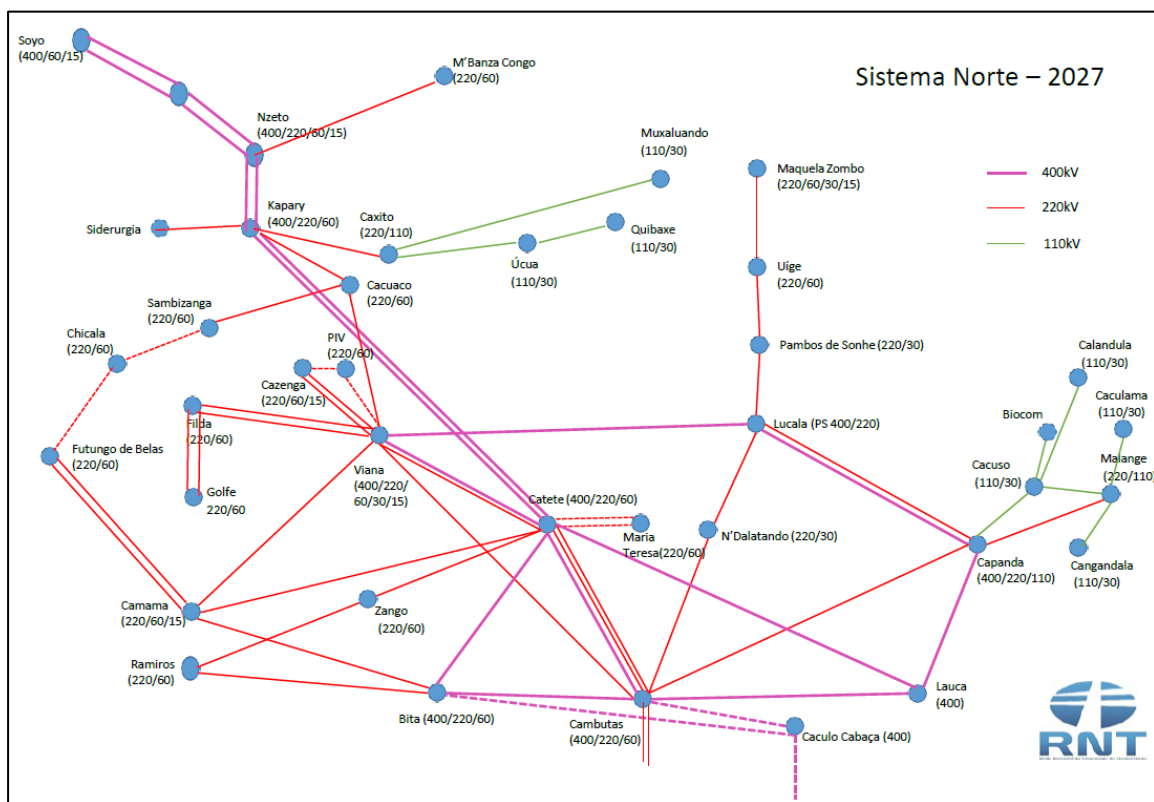 Soyo
(400/60/15)
M'Banza Congo
(220/60)
Sistema Norte – 2027
Nzeto
(400/220/60/15)
Muxaluando
(110/30)
Maquela Zombo
(220/60/30/15)
400kV
220kV
110kV
Kapary
(400/220/60)
Siderurgia
Caxito
(220/110)
Quibaxe
(110/30)
Úcua
(110/30)
Uíge
(220/60)
Cacuaco
(220/60)
Sambizanga
(220/60)
Chicala
(220/60)
PIV
(220/60)
Cazenga
(220/60/15)
Pambos de Sonhe (220/30)
Calandula
(110/30)
Caculama
(110/30)
Biocom
Filda
(220/60)
Lucala (PS 400/220)
Futungo de Belas
(220/60)
Viana
(400/220/
60/30/15)
Cacuso
(110/30)
Malange
(220/110)
Golfe
220/60
Catete (400/220/60)
Maria
Teresa(220/60)
N'Dalatando (220/30)
Capanda
(400/220/110)
Cangandala
(110/30)
Camama
(220/60/15)
Zango
(220/60)
Ramiros
(220/60)
Bita (400/220/60)
Cambutas
(400/220/60)
Lauca
(400)
Caculo Cabaça (400)
RNT